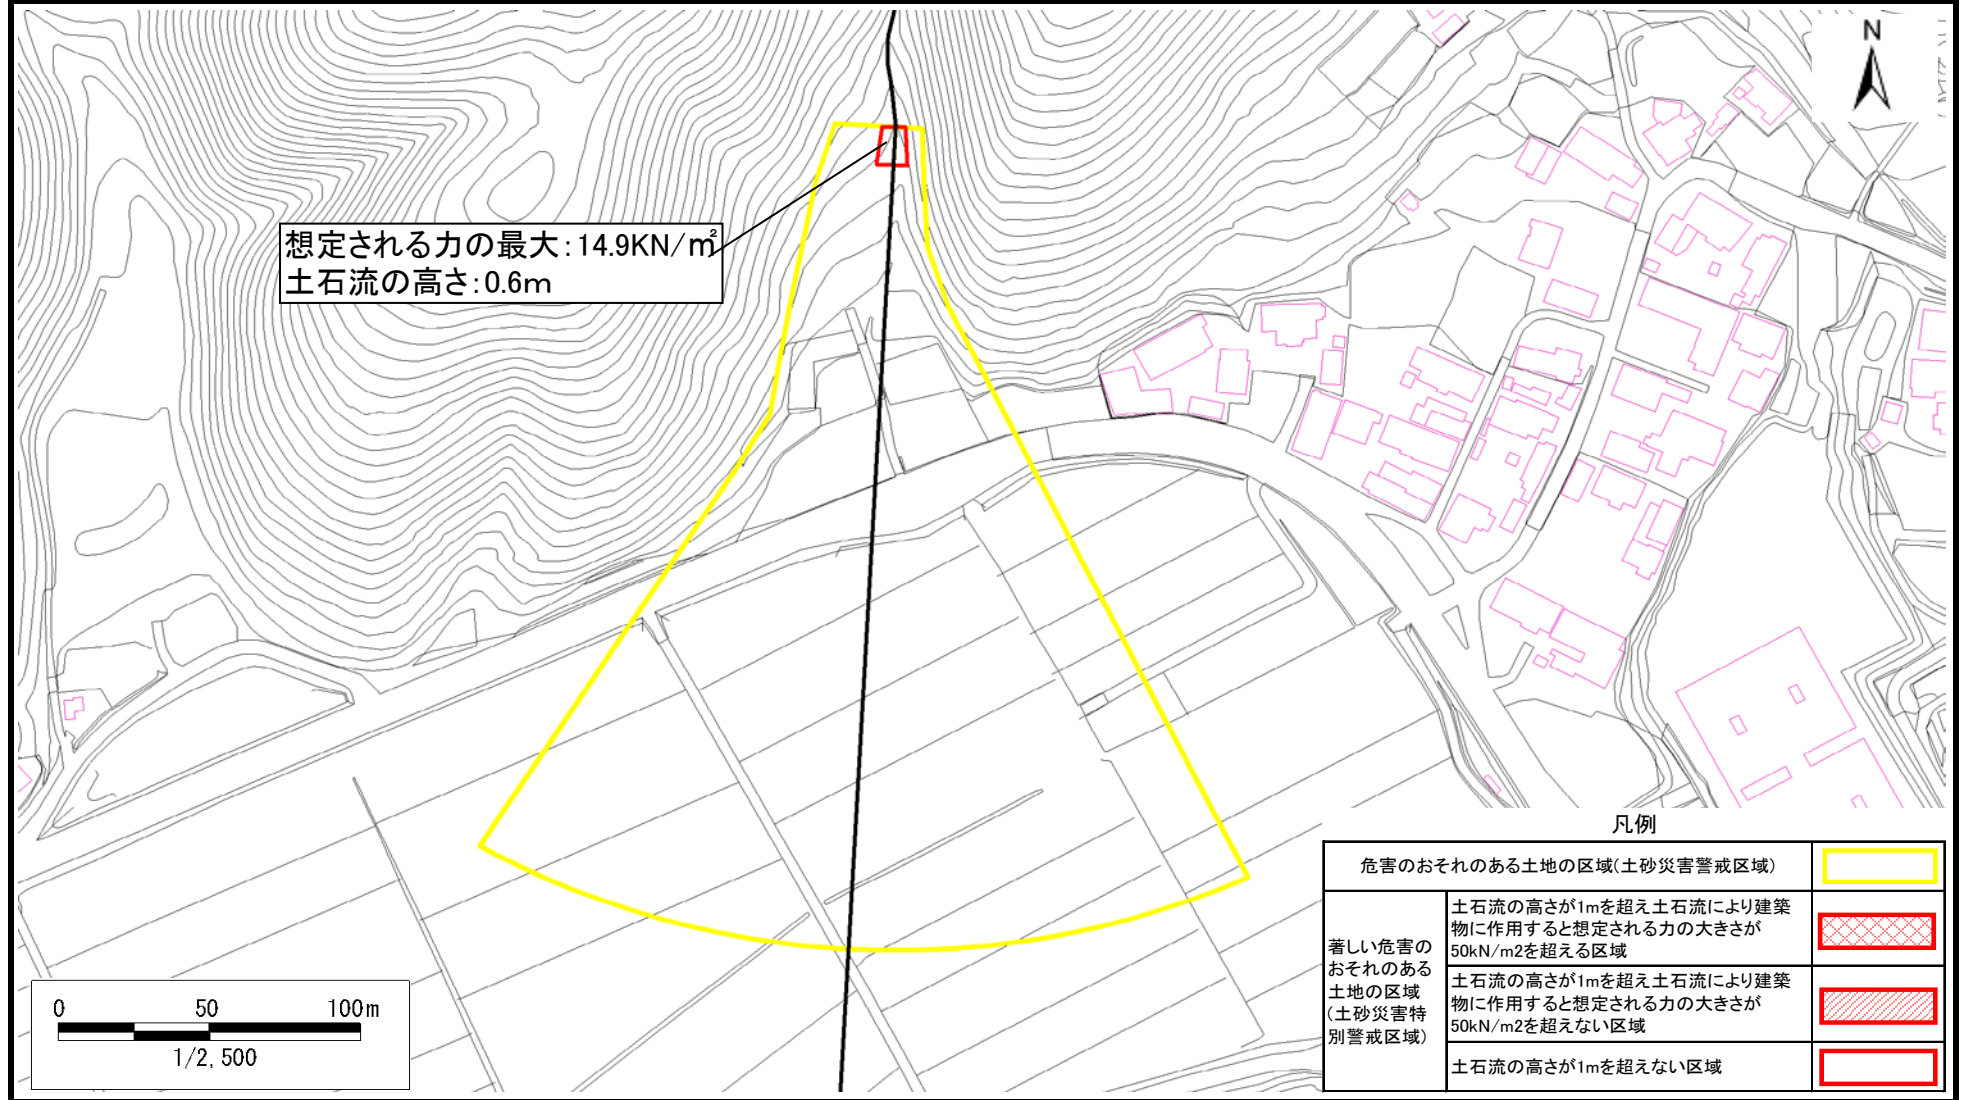 N
想定される力の最大：14.9KN/㎡
土石流の高さ：0.6m
凡例
危害のおそれのある土地の区域(土砂災害警戒区域)
著しい危害の
おそれのある
土地の区域
(土砂災害特
別警戒区域)
土石流の高さが1mを超え土石流により建築
物に作用すると想定される力の大きさが
50kN/m2を超える区域
土石流の高さが1mを超え土石流により建築
物に作用すると想定される力の大きさが
50kN/m2を超えない区域
土石流の高さが1mを超えない区域
0 50 100m
1/2,500